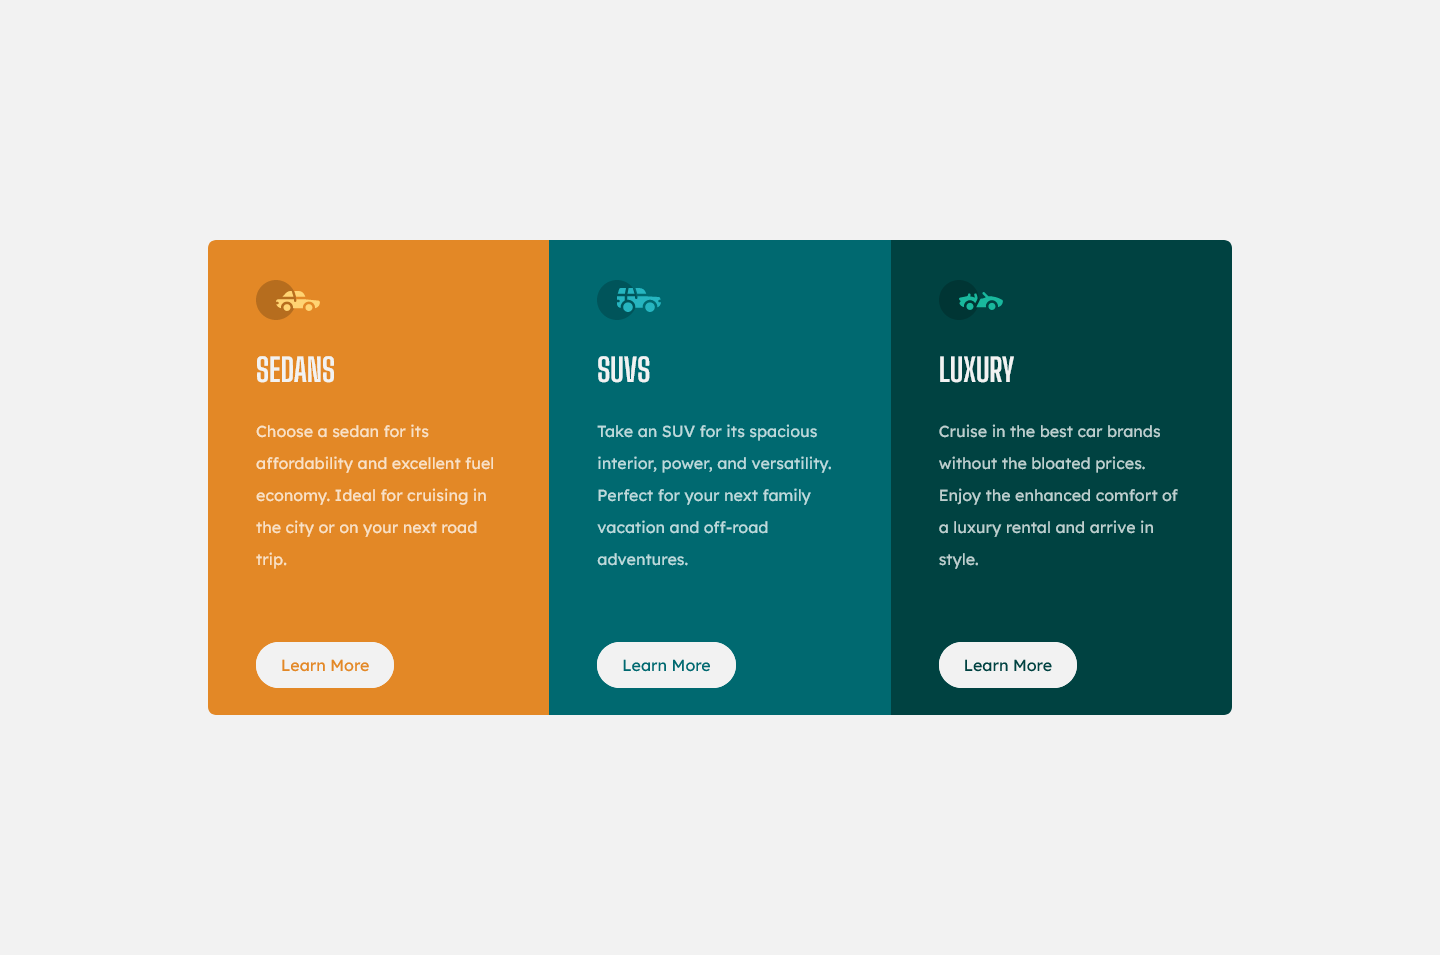 SEDANS
Choose a sedan for its
affordability and excellent fuel
economy. Ideal for cruising in
the city or on your next road
trip.
Learn More
SUVS
Take an SUV for its spacious
interior, power, and versatility.
Perfect for your next family
vacation and off-road
adventures.
Learn More
LUXURY
Cruise in the best car brands
without the bloated prices.
Enjoy the enhanced comfort of
a luxury rental and arrive in
style.
Learn More